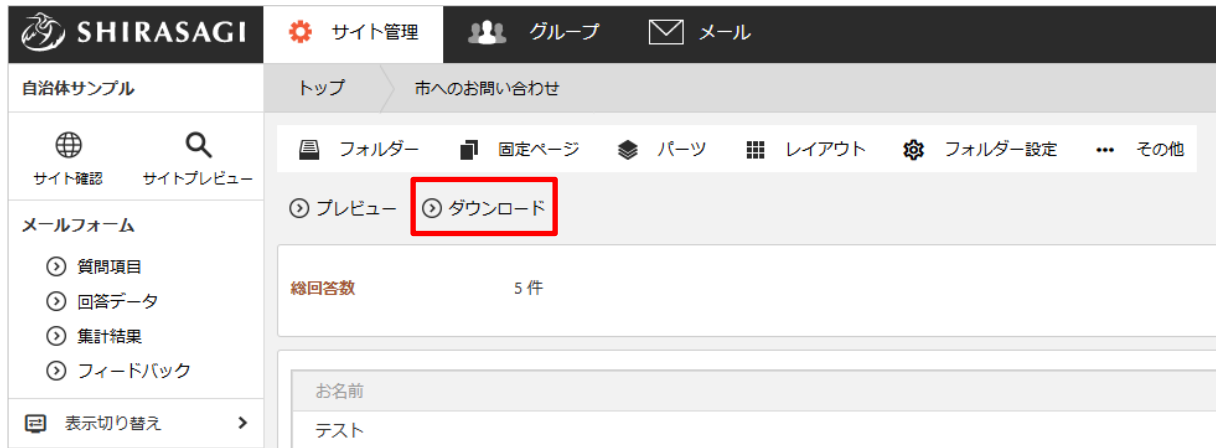 SHIRASAGI サイト管理 グループ メール
自治体サンプル トップ 市へのお問い合わせ
フォルダー 固定ページ パーツ レイアウト フォルダー設定 ••• その他
サイト確認 サイトプレビュー
プレビュー ダウンロード
メールフォーム
質問項目
回答データ
集計結果
フィードバック
表示切り替え
総回答数 5 件
お名前
テスト